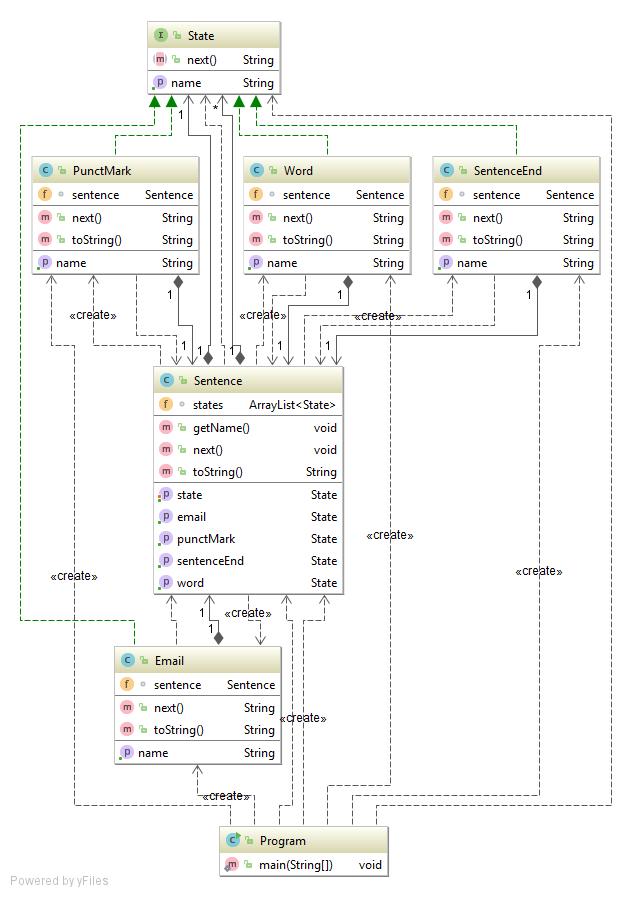 State
next() String
name String
1
*
PunctMark
sentence Sentence
next() String
toString() String
name String
Word
sentence Sentence
next() String
toString() String
name String
SentenceEnd
sentence Sentence
next() String
toString() String
name String
1
1
1
«create»
«create»
«create»
1
1
1
1
1
Sentence
states ArrayList<State>
getName() void
next() void
toString() String
state State
email State
punctMark State
sentenceEnd State
word State
«create»
«create»
«create»
1
«create»
1
Email
sentence Sentence
next() String
toString() String
name String
«create»
«create»
Program
main(String[]) void
Powered by yFiles